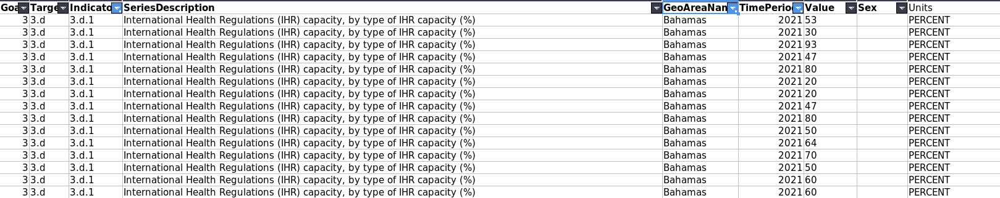 Goa Targe Indicato SeriesDescription GeoAreaNam TimePerio Value Sex Units
3 3.d 3.d.1 International Health Regulations (IHR) capacity, by type of IHR capacity (%) Bahamas 2021 53 PERCENT
3 3.d 3.d.1 International Health Regulations (IHR) capacity, by type of IHR capacity (%) Bahamas 2021 30 PERCENT
3 3.d 3.d.1 International Health Regulations (IHR) capacity, by type of IHR capacity (%) Bahamas 2021 93 PERCENT
3 3.d 3.d.1 International Health Regulations (IHR) capacity, by type of IHR capacity (%) Bahamas 2021 47 PERCENT
3 3.d 3.d.1 International Health Regulations (IHR) capacity, by type of IHR capacity (%) Bahamas 2021 80 PERCENT
3 3.d 3.d.1 International Health Regulations (IHR) capacity, by type of IHR capacity (%) Bahamas 2021 20 PERCENT
3 3.d 3.d.1 International Health Regulations (IHR) capacity, by type of IHR capacity (%) Bahamas 2021 20 PERCENT
3 3.d 3.d.1 International Health Regulations (IHR) capacity, by type of IHR capacity (%) Bahamas 2021 47 PERCENT
3 3.d 3.d.1 International Health Regulations (IHR) capacity, by type of IHR capacity (%) Bahamas 2021 80 PERCENT
3 3.d 3.d.1 International Health Regulations (IHR) capacity, by type of IHR capacity (%) Bahamas 2021 50 PERCENT
3 3.d 3.d.1 International Health Regulations (IHR) capacity, by type of IHR capacity (%) Bahamas 2021 64 PERCENT
3 3.d 3.d.1 International Health Regulations (IHR) capacity, by type of IHR capacity (%) Bahamas 2021 70 PERCENT
3 3.d 3.d.1 International Health Regulations (IHR) capacity, by type of IHR capacity (%) Bahamas 2021 50 PERCENT
3 3.d 3.d.1 International Health Regulations (IHR) capacity, by type of IHR capacity (%) Bahamas 2021 60 PERCENT
3 3.d 3.d.1 International Health Regulations (IHR) capacity, by type of IHR capacity (%) Bahamas 2021 60 PERCENT